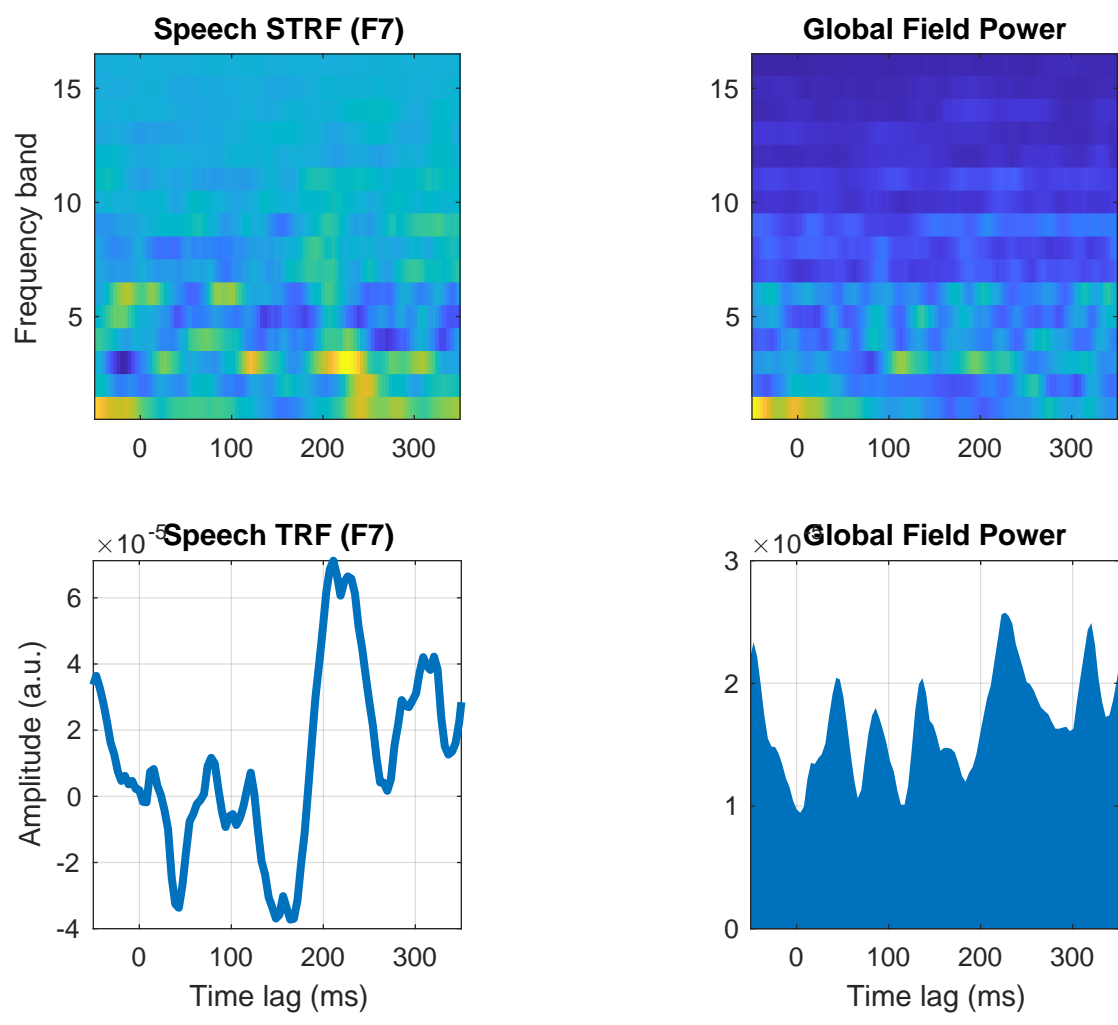 Speech STRF (F7)
Global Field Power
Frequency band
15
10
5
0 100 200 300
15
10
5
0 100 200 300
Speech TRF (F7)
×10⁻⁵
Amplitude (a.u.)
6
4
2
0
-2
-4
0 100 200 300
Time lag (ms)
Global Field Power
×10⁻⁵
3
2
1
0
0 100 200 300
Time lag (ms)